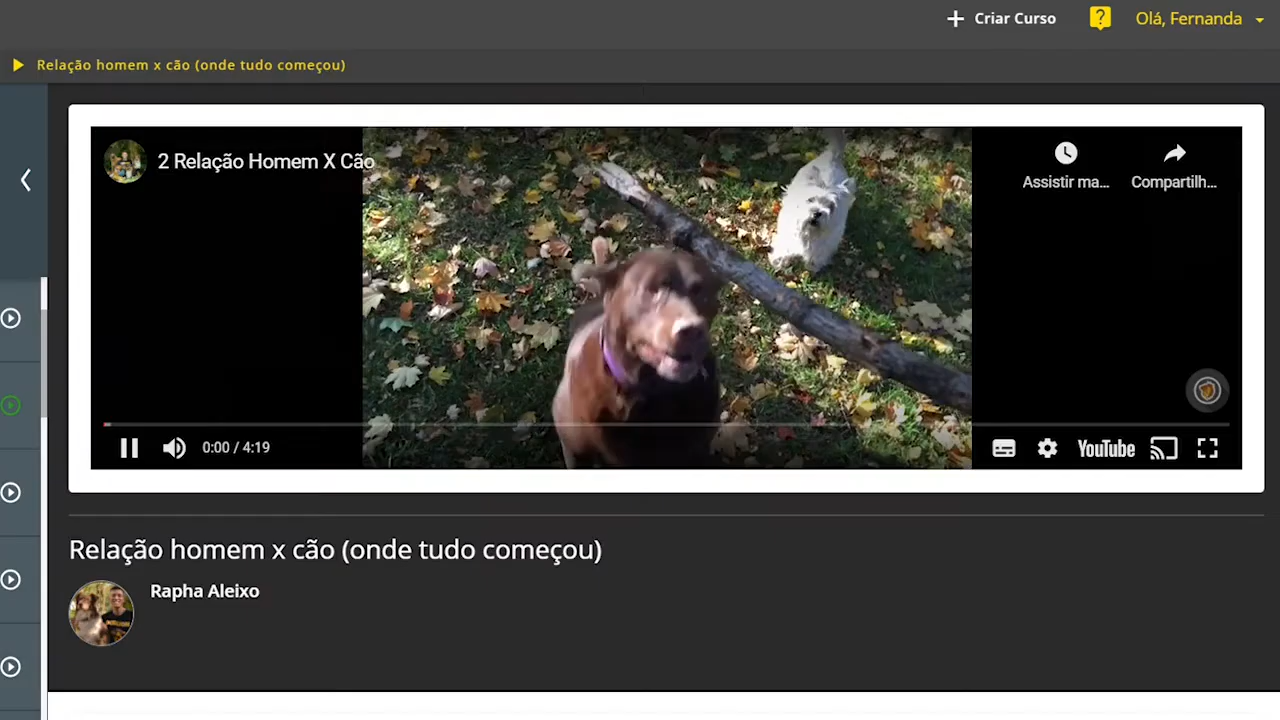 Criar Curso
?
Olá, Fernanda
Relação homem x cão (onde tudo começou)
2 Relação Homem X Cão
Assistir ma...
Compartilh...
0:00 / 4:19
YouTube
Relação homem x cão (onde tudo começou)
Rapha Aleixo